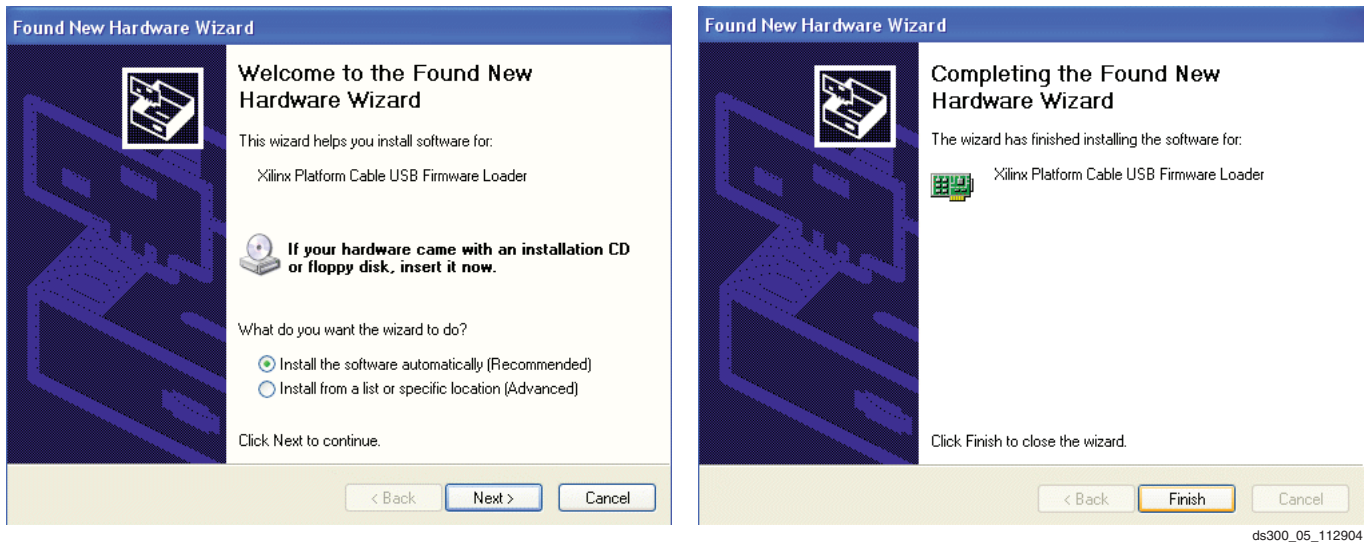 Found New Hardware Wizard
Welcome to the Found New
Hardware Wizard
This wizard helps you install software for:
Xilinx Platform Cable USB Firmware Loader
If your hardware came with an installation CD
or floppy disk, insert it now.
What do you want the wizard to do?
Install the software automatically (Recommended)
Install from a list or specific location (Advanced)
Click Next to continue.
< Back
Next >
Cancel
Found New Hardware Wizard
Completing the Found New
Hardware Wizard
The wizard has finished installing the software for:
Xilinx Platform Cable USB Firmware Loader
Click Finish to close the wizard.
< Back
Finish
Cancel
ds300_05_112904